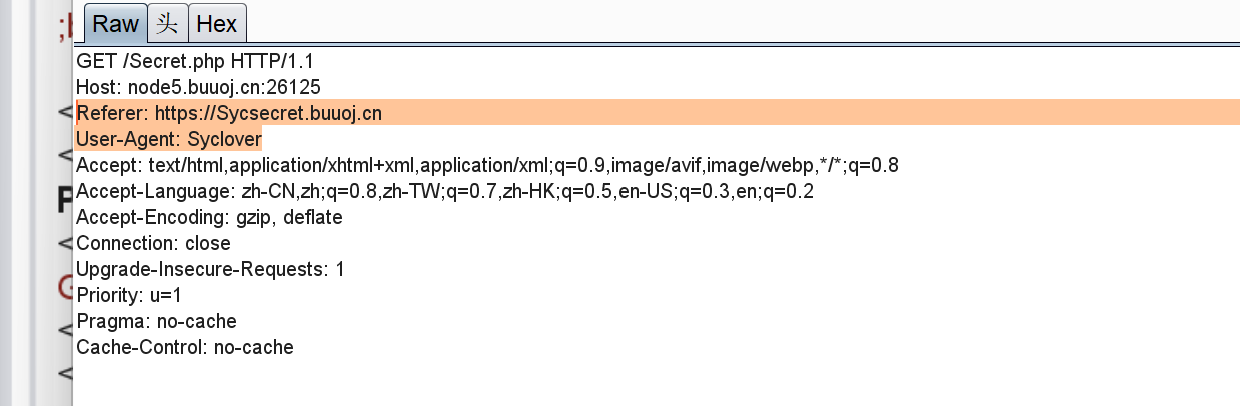 Raw 头 Hex
GET /Secret.php HTTP/1.1
Host: node5.buuoj.cn:26125
Referer: https://Sycsecret.buuoj.cn
User-Agent: Syclover
Accept: text/html,application/xhtml+xml,application/xml;q=0.9,image/avif,image/webp,*/*;q=0.8
Accept-Language: zh-CN,zh;q=0.8,zh-TW;q=0.7,zh-HK;q=0.5,en-US;q=0.3,en;q=0.2
Accept-Encoding: gzip, deflate
Connection: close
Upgrade-Insecure-Requests: 1
Priority: u=1
Pragma: no-cache
Cache-Control: no-cache